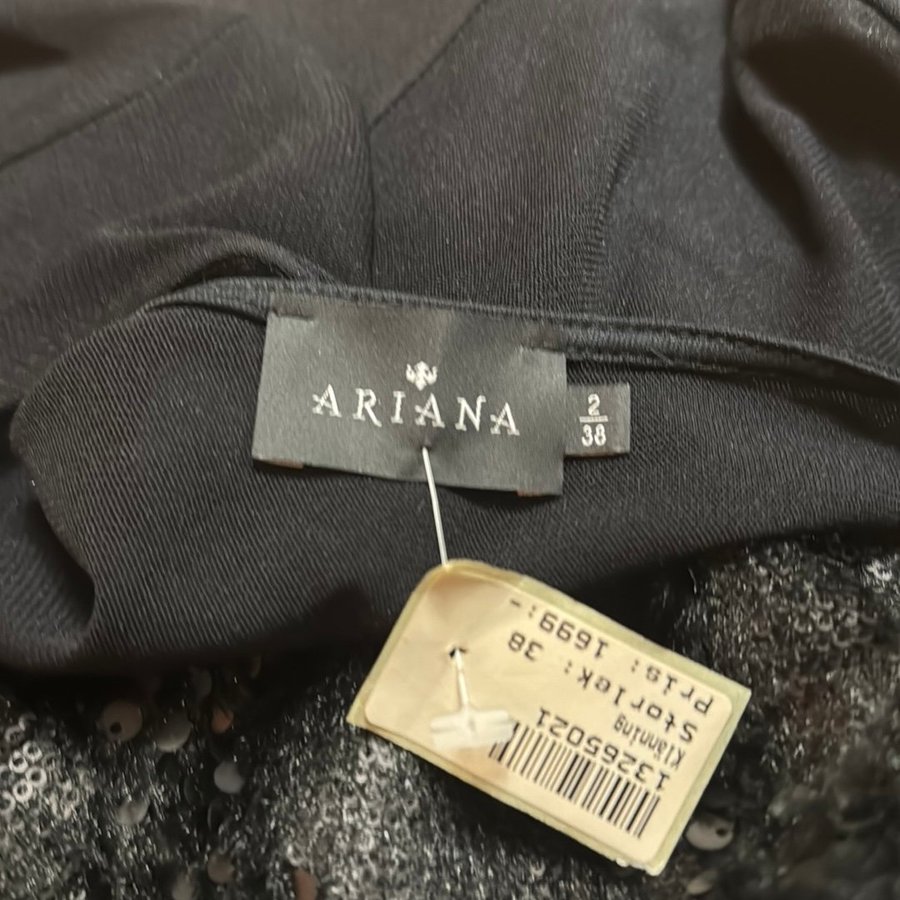 ARIANA
2
38
13265021
Klänning
Storlek: 38
Pris: 1699:-